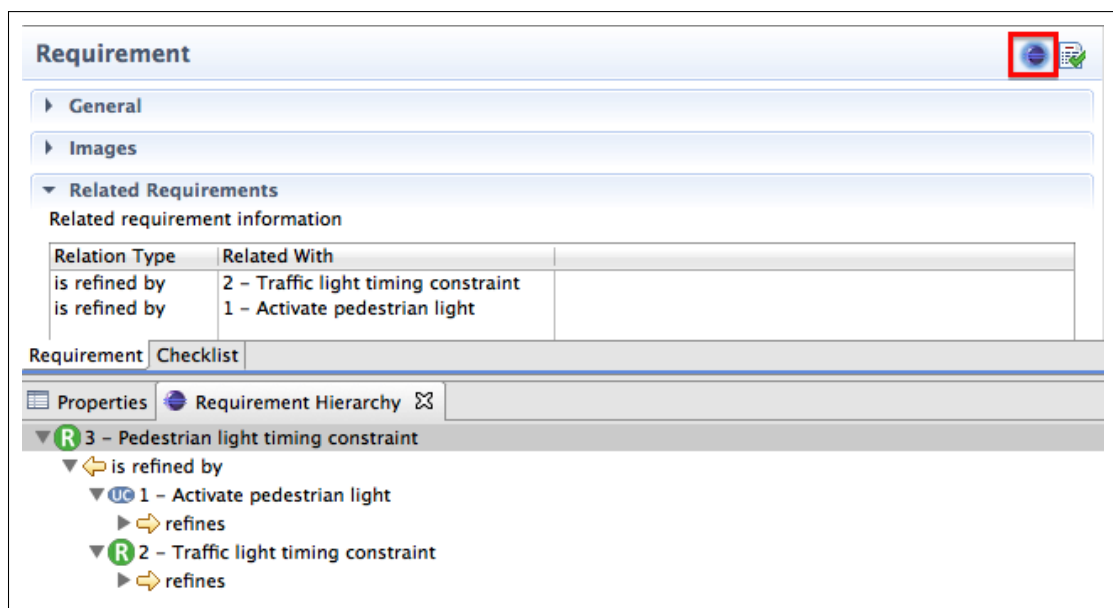 Requirement
General
Images
Related Requirements
Related requirement information
Relation Type Related With
is refined by 2 – Traffic light timing constraint
is refined by 1 – Activate pedestrian light
Requirement Checklist
Properties Requirement Hierarchy
R 3 – Pedestrian light timing constraint
is refined by
UC 1 – Activate pedestrian light
refines
R 2 – Traffic light timing constraint
refines